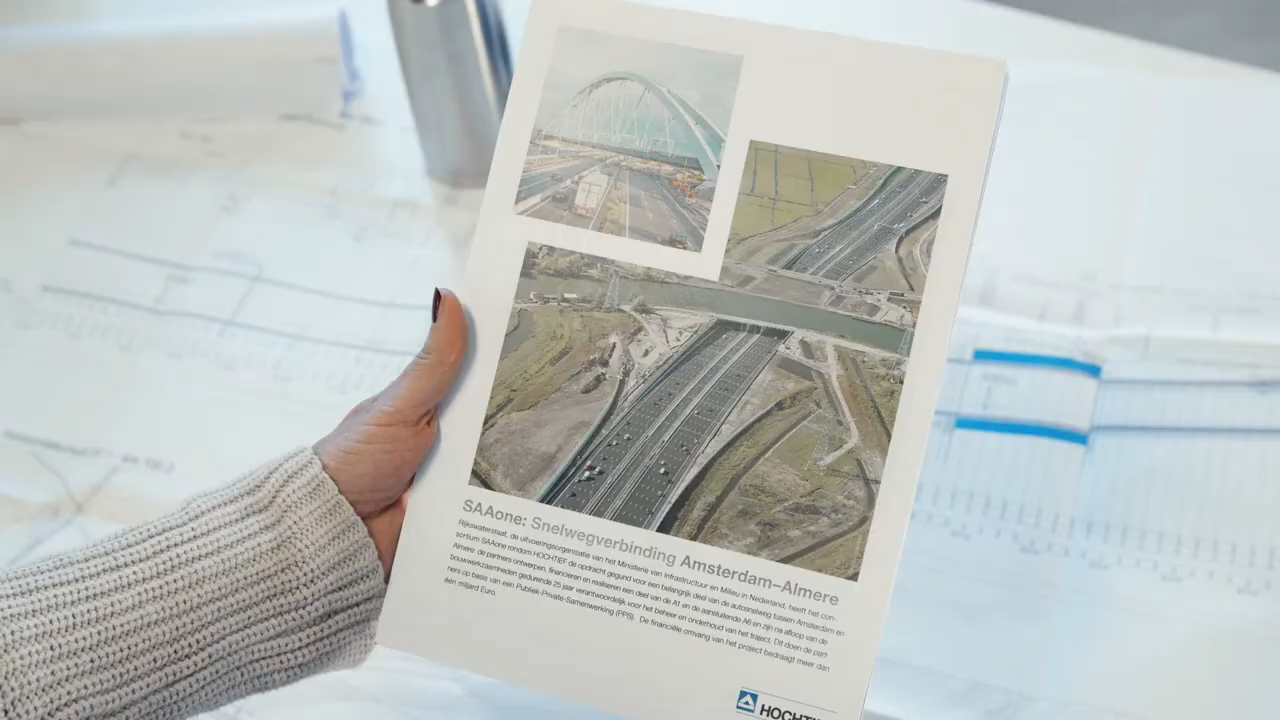 SAAone: Snelwegverbinding Amsterdam–Almere
Rijkswaterstaat, de uitvoeringsorganisatie van het Ministerie van Infrastructuur en Milieu in Nederland, heeft het con-
sortium SAAone rondom HOCHTIEF de opdracht gegund voor een belangrijk deel van de autosnelweg tussen Amsterdam en
Almere: de partners ontwerpen, financieren en realiseren een deel van de A1 en de aansluitende A6 en zijn na afloop van de
bouwwerkzaamheden gedurende 25 jaar verantwoordelijk voor het beheer en onderhoud van het traject. Dit doen de part-
ners op basis van een Publiek-Private-Samenwerking (PPS). De financiële omvang van het project bedraagt meer dan
één miljard Euro.
HOCHTIEF